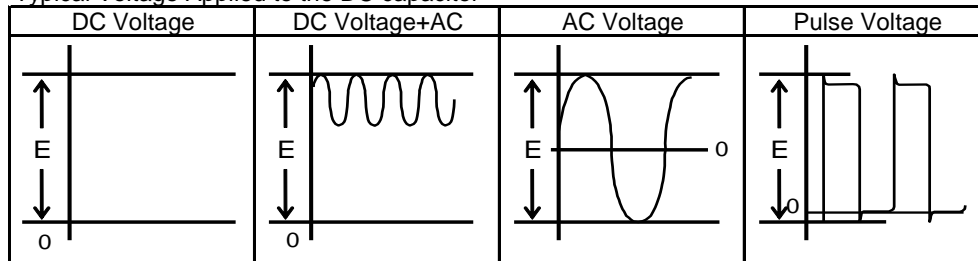 Typical Voltage Applied to the DC capacitor
DC Voltage DC Voltage+AC AC Voltage Pulse Voltage
E E E 0 E
0
0 0